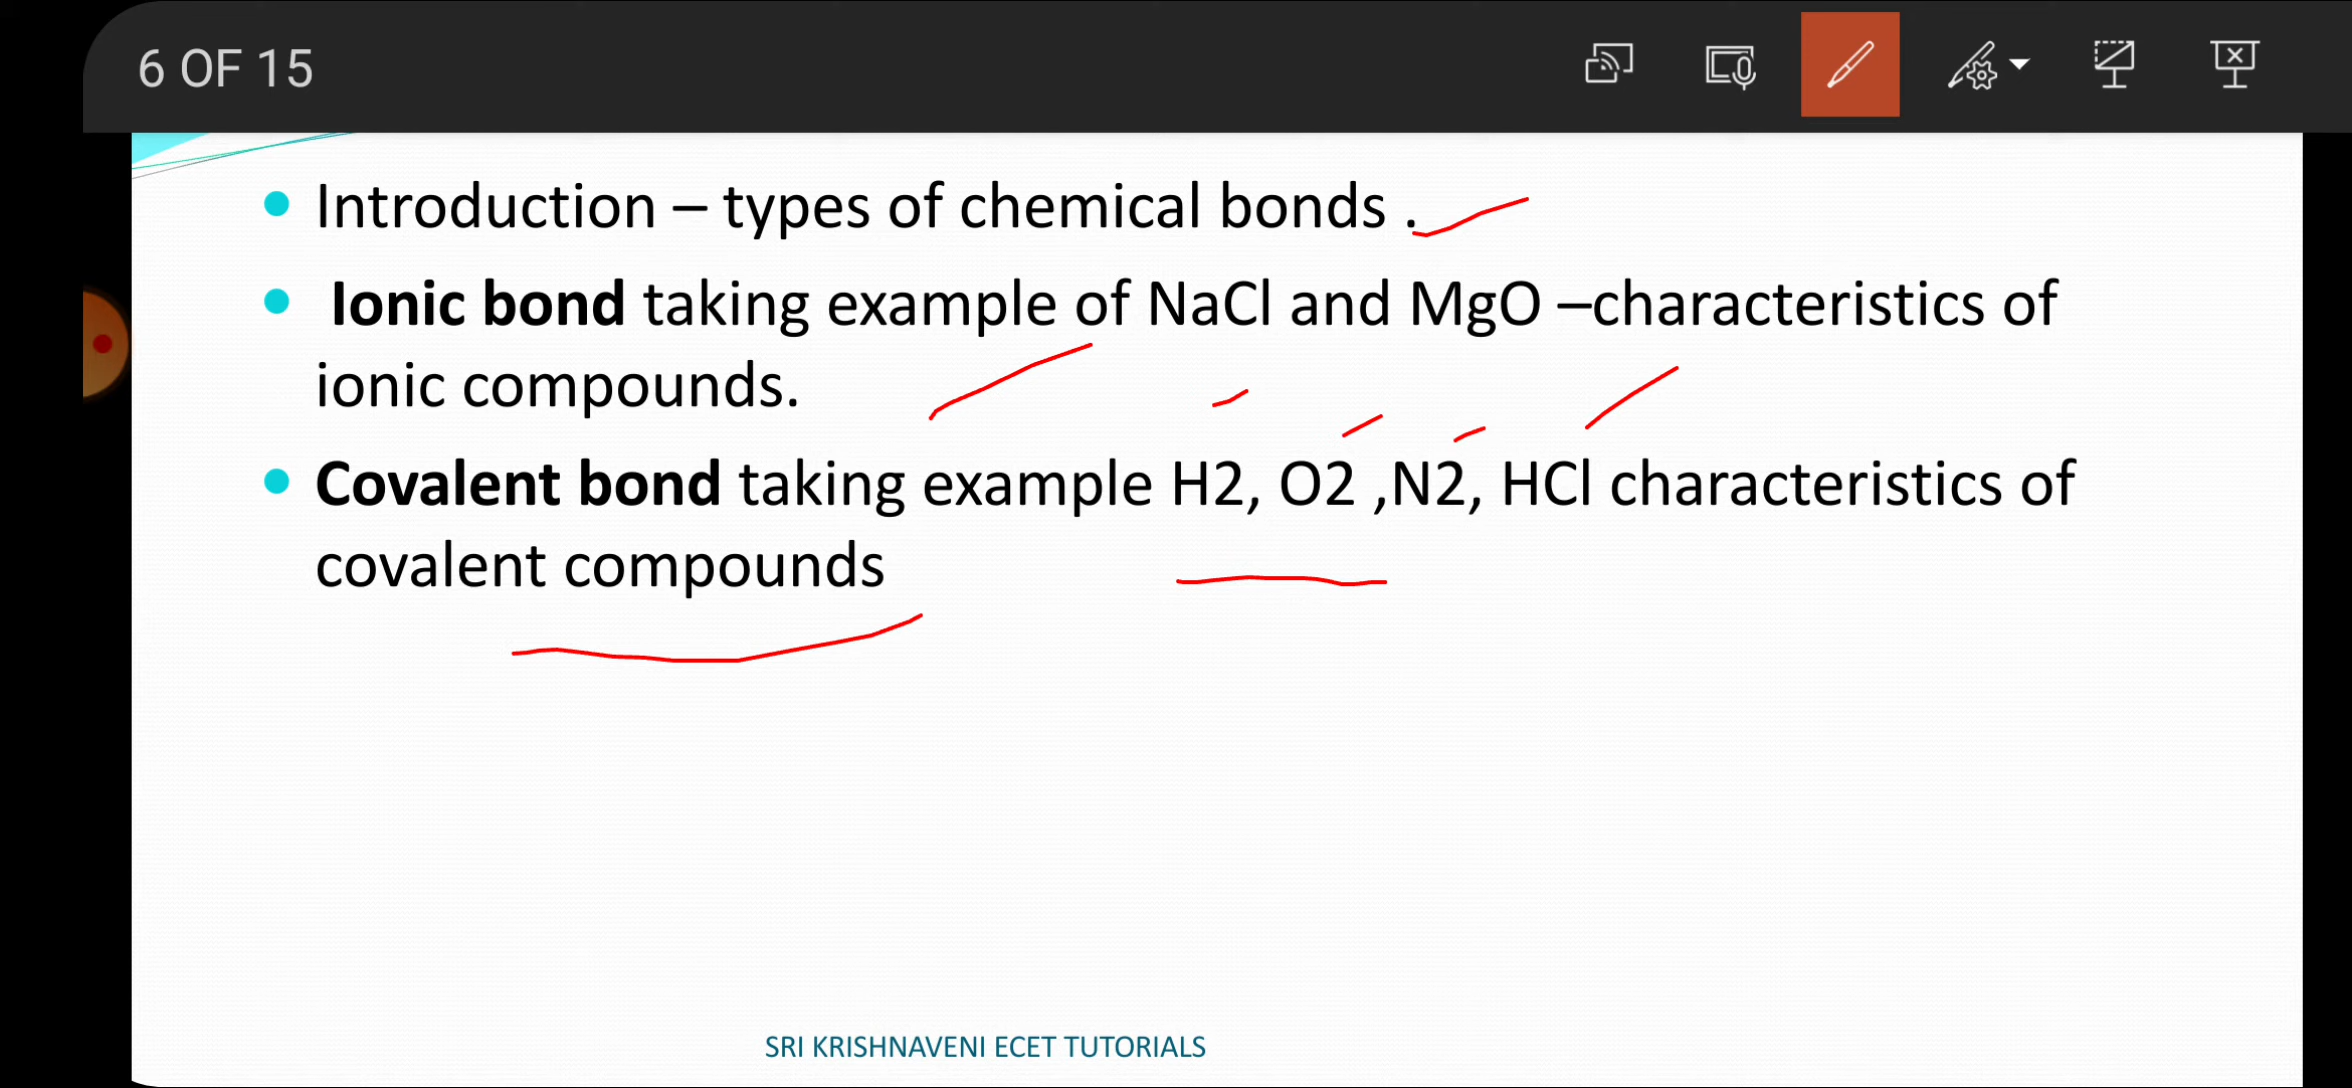 6 OF 15
Introduction – types of chemical bonds .
Ionic bond taking example of NaCl and MgO –characteristics of
ionic compounds.
Covalent bond taking example H2, O2 ,N2, HCl characteristics of
covalent compounds
SRI KRISHNAVENI ECET TUTORIALS